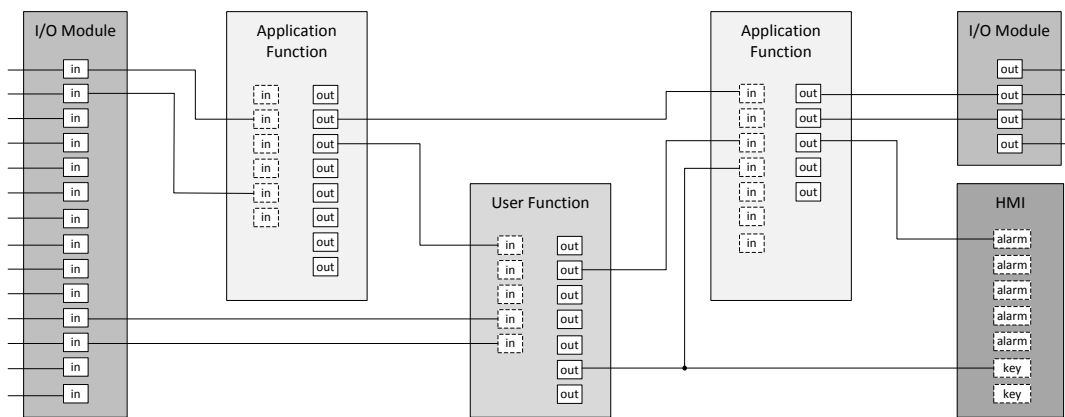 I/O Module
in
in
in
in
in
in
in
in
in
in
in
in
in
in
Application
Function
in
in
in
in
in
in
out
out
out
out
out
out
out
out
User Function
in
in
in
in
in
out
out
out
out
out
out
out
Application
Function
in
in
in
in
in
in
in
out
out
out
out
out
I/O Module
out
out
out
out
HMI
alarm
alarm
alarm
alarm
alarm
key
key